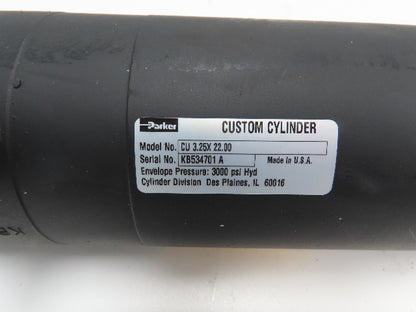 Parker CUSTOM CYLINDER
Model No. CU 3.25X 22.00
Serial No. KB534701 A Made in U.S.A.
Envelope Pressure: 3000 psi Hyd
Cylinder Division Des Plaines, IL 60016